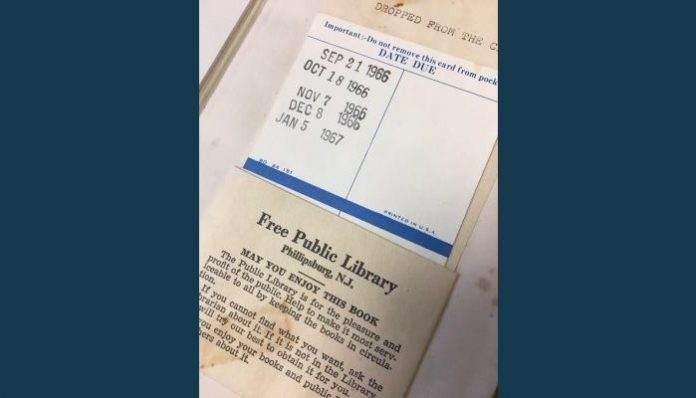 DROPPED FROM THE
Important:-Do not remove this card from
DATE DUE
SEP 21 1966
OCT 18 1966
NOV 7 1966
DEC 8 1966
JAN 5 1967
PRINTED IN U.S.A.
Free Public Library
Phillipsburg, N.J.
MAY YOU ENJOY THIS BOOK
The Public Library is for the pleasure and
profit of the public. Help to make it most serv-
iceable to all by keeping the books in circula-
tion.
If you cannot find what you want, ask the
about it. If it is not in the Library
will try our best to obtain it for you.
you enjoy your books and
about it.